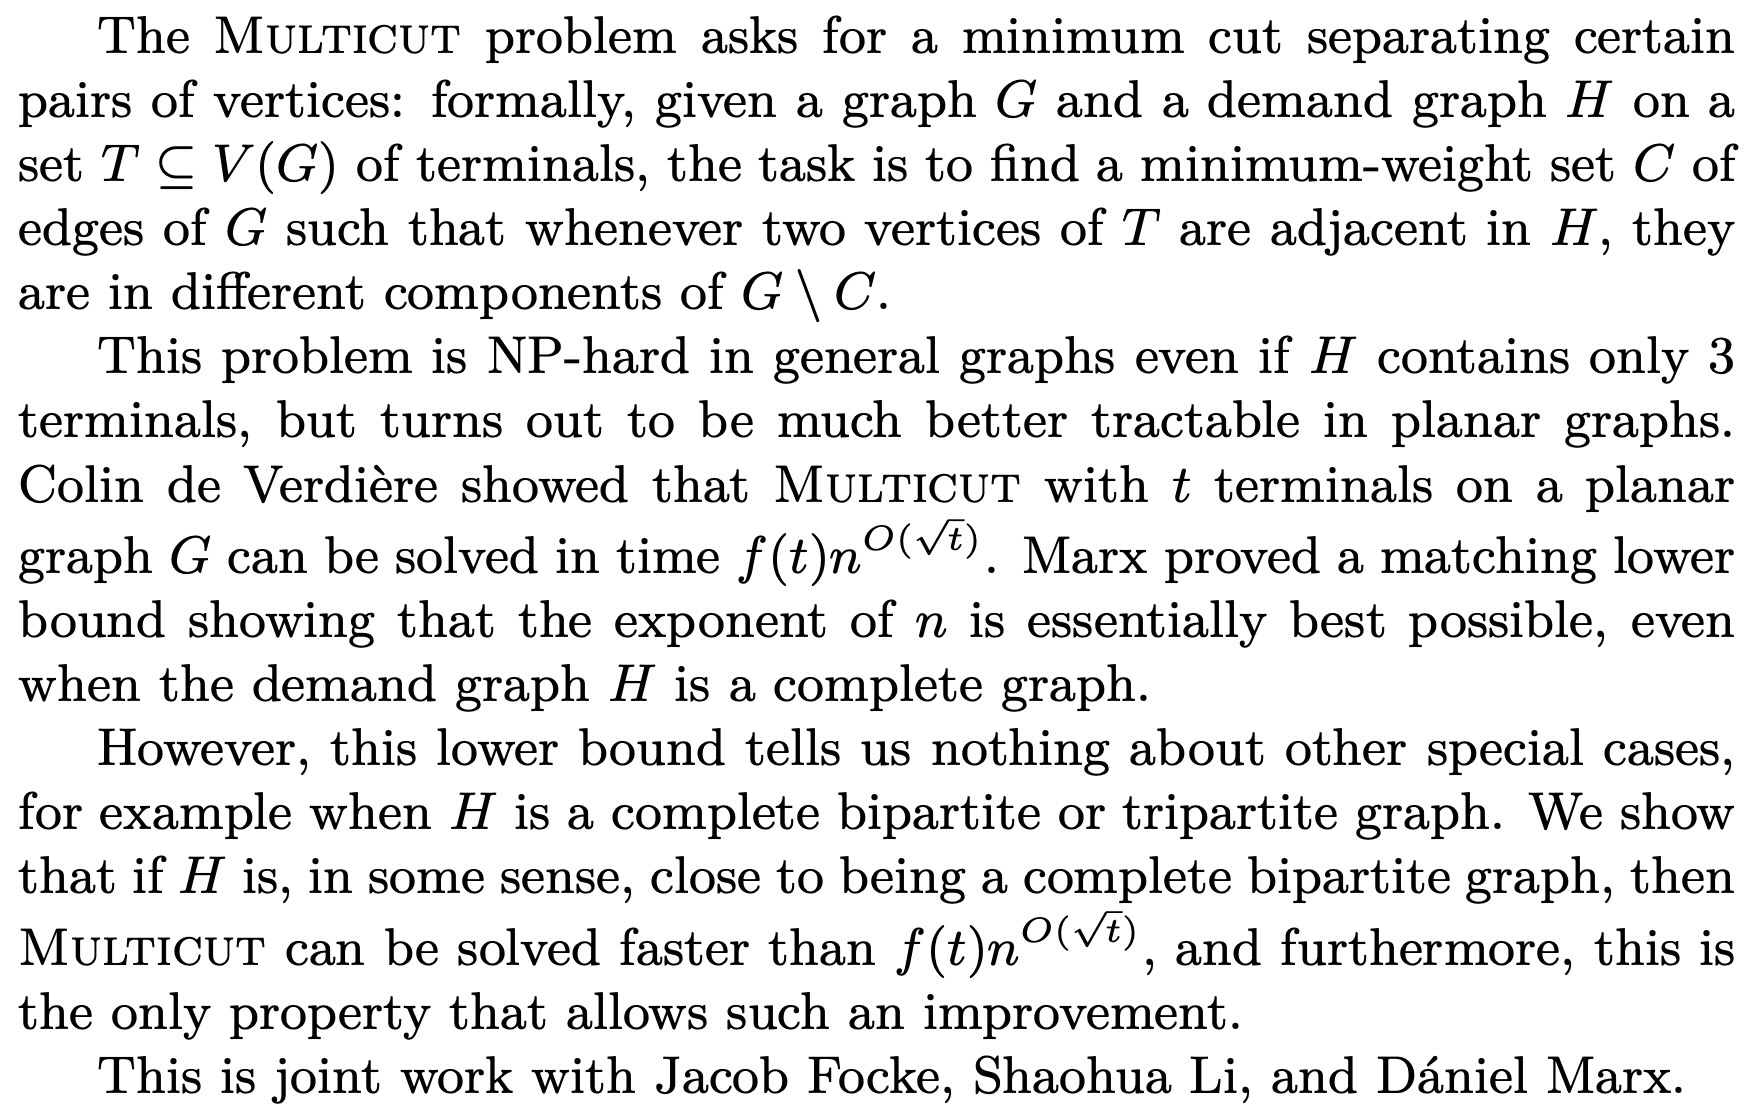 The MULTICUT problem asks for a minimum cut separating certain
pairs of vertices: formally, given a graph G and a demand graph H on a
set T ⊆ V(G) of terminals, the task is to find a minimum-weight set C of
edges of G such that whenever two vertices of T are adjacent in H, they
are in different components of G \ C.
This problem is NP-hard in general graphs even if H contains only 3
terminals, but turns out to be much better tractable in planar graphs.
Colin de Verdière showed that MULTICUT with t terminals on a planar
graph G can be solved in time f(t)n^{O(√t)}. Marx proved a matching lower
bound showing that the exponent of n is essentially best possible, even
when the demand graph H is a complete graph.
However, this lower bound tells us nothing about other special cases,
for example when H is a complete bipartite or tripartite graph. We show
that if H is, in some sense, close to being a complete bipartite graph, then
MULTICUT can be solved faster than f(t)n^{O(√t)}, and furthermore, this is
the only property that allows such an improvement.
This is joint work with Jacob Focke, Shaohua Li, and Dániel Marx.